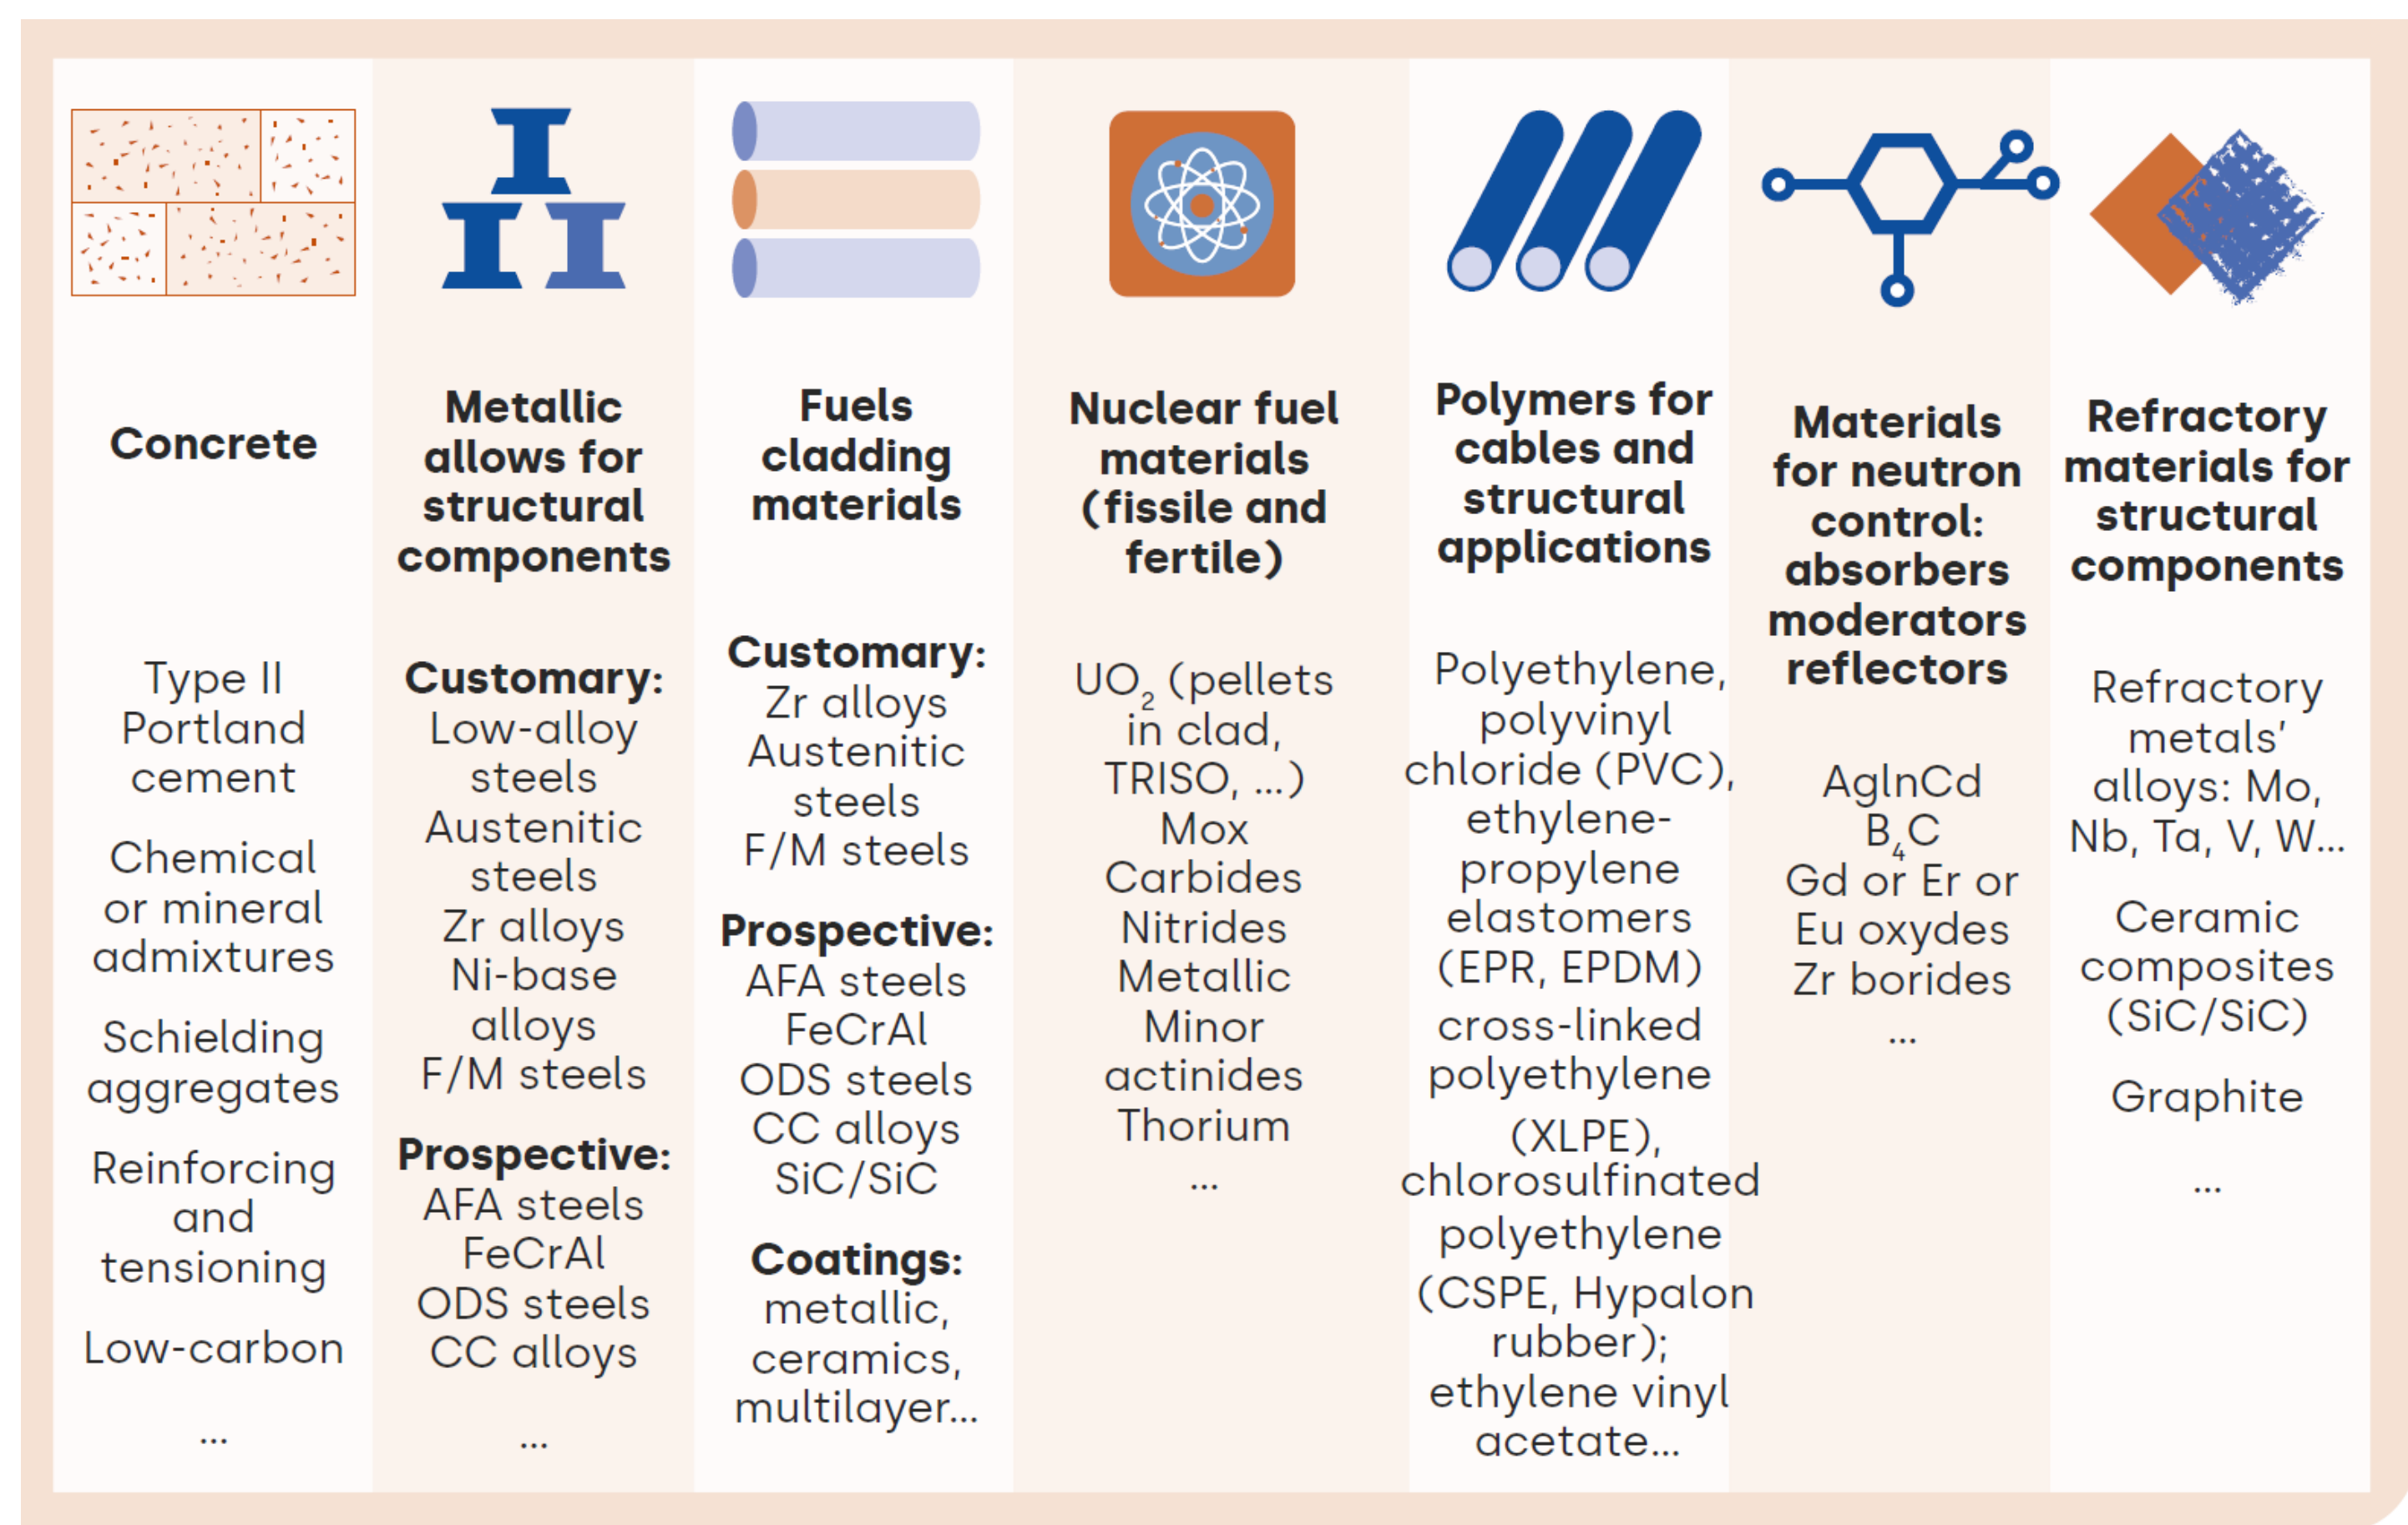 Concrete
Type II
Portland
cement
Chemical
or mineral
admixtures
Schielding
aggregates
Reinforcing
and
tensioning
Low-carbon
...
Metallic
allows for
structural
components
Customary:
Low-alloy
steels
Austenitic
steels
Zr alloys
Ni-base
alloys
F/M steels
Prospective:
AFA steels
FeCrAl
ODS steels
CC alloys
...
Fuels
cladding
materials
Customary:
Zr alloys
Austenitic
steels
F/M steels
Prospective:
AFA steels
FeCrAl
ODS steels
CC alloys
SiC/SiC
Coatings:
metallic,
ceramics,
multilayer...
Nuclear fuel
materials
(fissile and
fertile)
UO₂ (pellets
in clad,
TRISO, ...)
Mox
Carbides
Nitrides
Metallic
Minor
actinides
Thorium
...
Polymers for
cables and
structural
applications
Polyethylene,
polyvinyl
chloride (PVC),
ethylene-
propylene
elastomers
(EPR, EPDM)
cross-linked
polyethylene
(XLPE),
chlorosulfinated
polyethylene
(CSPE, Hypalon
rubber);
ethylene vinyl
acetate...
Materials
for neutron
control:
absorbers
moderators
reflectors
AgInCd
B₄C
Gd or Er or
Eu oxydes
Zr borides
...
Refractory
materials for
structural
components
Refractory
metals’
alloys: Mo,
Nb, Ta, V, W...
Ceramic
composites
(SiC/SiC)
Graphite
...